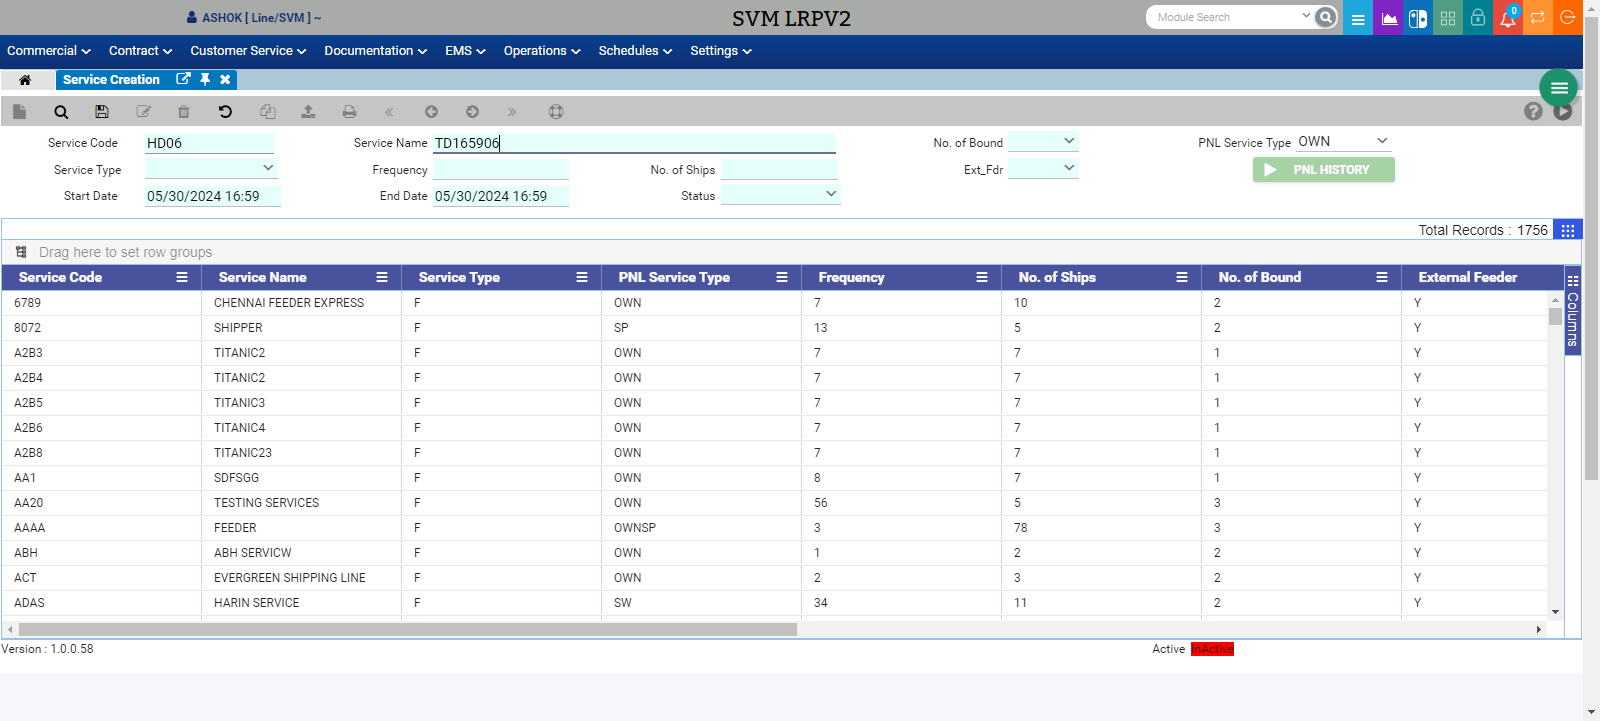 ASHOK [ Line/SVM ] ~ SVM LRPV2 Module Search 0
Commercial Contract Customer Service Documentation EMS Operations Schedules Settings
Service Creation
Service Code HD06 Service Name TD165906 No. of Bound PNL Service Type OWN
Service Type Frequency No. of Ships Ext_Fdr PNL HISTORY
Start Date 05/30/2024 16:59 End Date 05/30/2024 16:59 Status
Total Records : 1756
Drag here to set row groups
Service Code Service Name Service Type PNL Service Type Frequency No. of Ships No. of Bound External Feeder
Columns
6789 CHENNAI FEEDER EXPRESS F OWN 7 10 2 Y
8072 SHIPPER F SP 13 5 2 Y
A2B3 TITANIC2 F OWN 7 7 1 Y
A2B4 TITANIC2 F OWN 7 7 1 Y
A2B5 TITANIC3 F OWN 7 7 1 Y
A2B6 TITANIC4 F OWN 7 7 1 Y
A2B8 TITANIC23 F OWN 7 7 1 Y
AA1 SDFSGG F OWN 8 7 1 Y
AA20 TESTING SERVICES F OWN 56 5 3 Y
AAAA FEEDER F OWNSP 3 78 3 Y
ABH ABH SERVICW F OWN 1 2 2 Y
ACT EVERGREEN SHIPPING LINE F OWN 2 3 2 Y
ADAS HARIN SERVICE F SW 34 11 2 Y
Version : 1.0.0.58 Active InActive